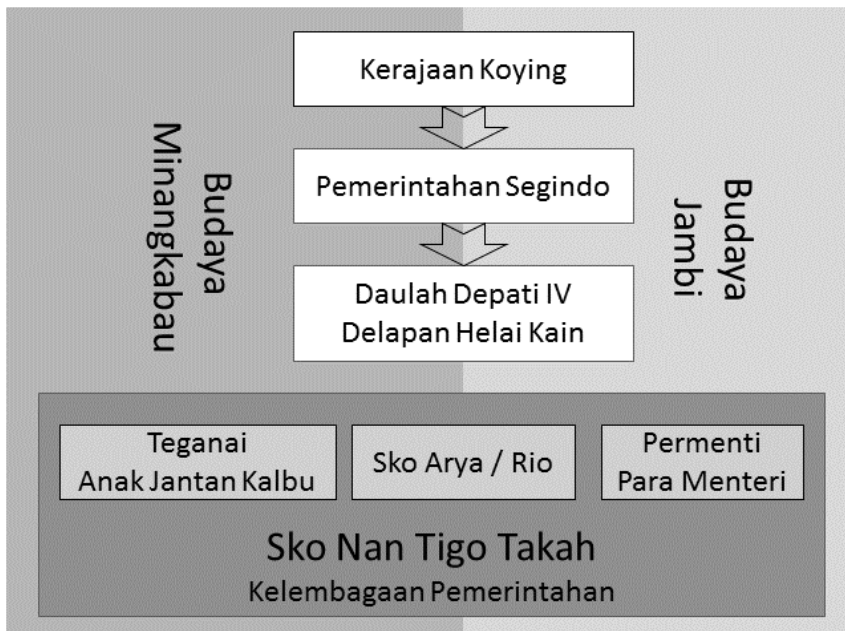 Kerajaan Koying
Pemerintahan Segindo
Daulah Depati IV
Delapan Helai Kain
Budaya
Minangkabau
Budaya
Jambi
Teganai
Anak Jantan Kalbu
Sko Arya / Rio
Permenti
Para Menteri
Sko Nan Tigo Takah
Kelembagaan Pemerintahan